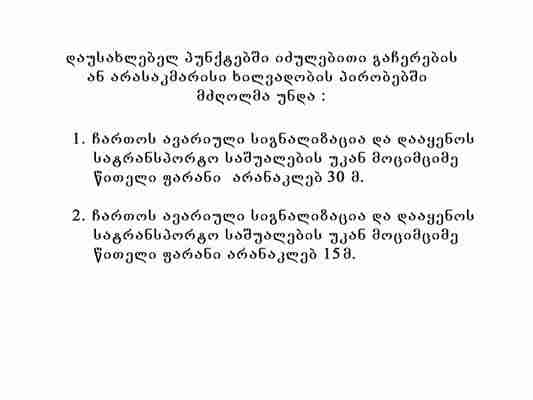 დაუსახლებელ პუნქტებში იძულებითი გაჩერების
ან არასაკმარისი ხილვადობის პირობებში
მძღოლმა უნდა :
1. ჩართოს ავარიული სიგნალიზაცია და დააყენოს
სატრანსპორტო საშუალების უკან მოციმციმე
წითელი ფარანი არანაკლებ 30 მ.
2. ჩართოს ავარიული სიგნალიზაცია და დააყენოს
სატრანსპორტო საშუალების უკან მოციმციმე
წითელი ფარანი არანაკლებ 15მ.